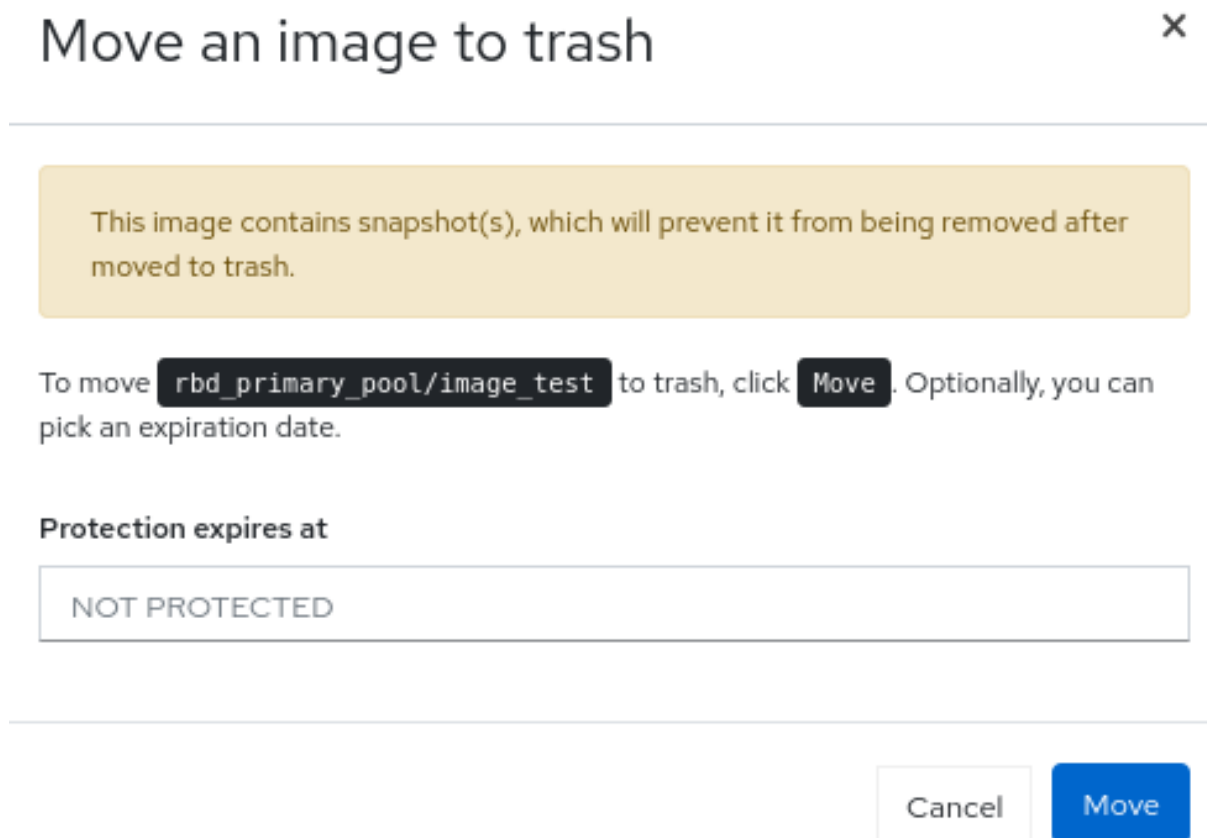 Move an image to trash
×
This image contains snapshot(s), which will prevent it from being removed after
moved to trash.
To move rbd_primary_pool/image_test to trash, click Move. Optionally, you can
pick an expiration date.
Protection expires at
NOT PROTECTED
Cancel Move